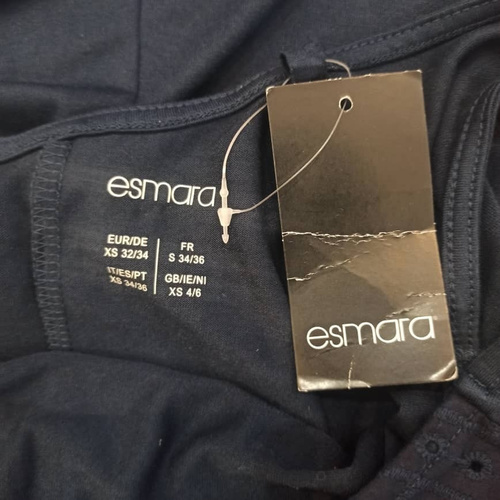 esmara
EUR/DE
XS 32/34
FR
S 34/36
IT/ES/PT
XS 34/36
GB/IE/NI
XS 4/6
esmara